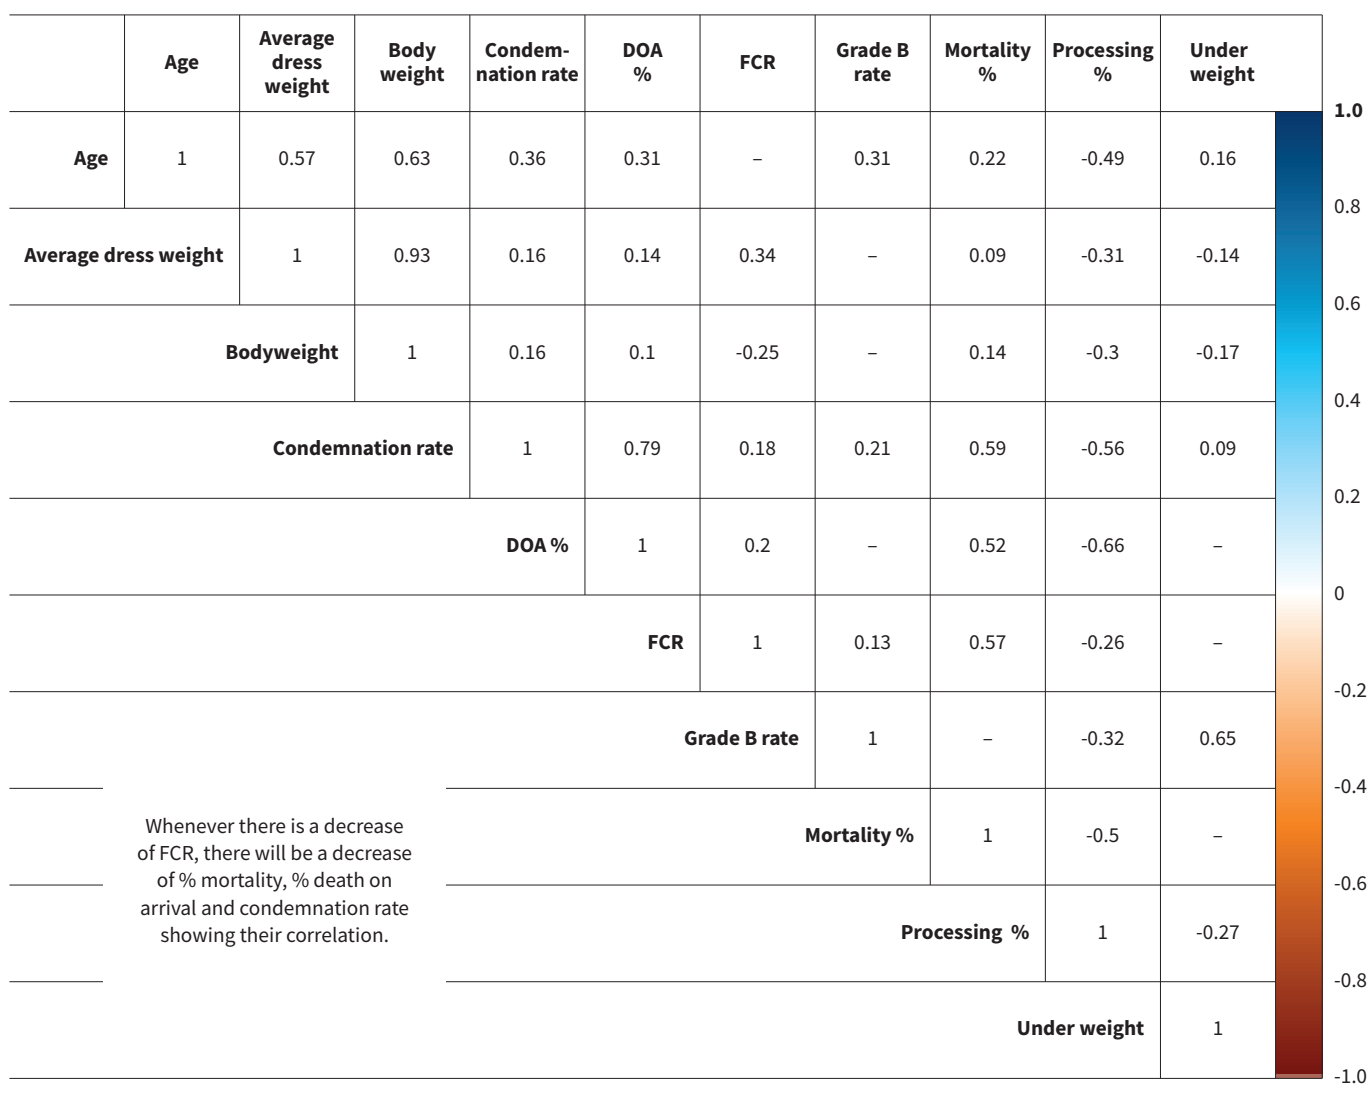 Age Average dress weight Body weight Condem-nation rate DOA % FCR Grade B rate Mortality % Processing % Under weight
1.0
Age 1 0.57 0.63 0.36 0.31 – 0.31 0.22 -0.49 0.16
0.8
Average dress weight 1 0.93 0.16 0.14 0.34 – 0.09 -0.31 -0.14
0.6
Bodyweight 1 0.16 0.1 -0.25 – 0.14 -0.3 -0.17
0.4
Condemnation rate 1 0.79 0.18 0.21 0.59 -0.56 0.09
0.2
DOA % 1 0.2 – 0.52 -0.66 –
0
FCR 1 0.13 0.57 -0.26 –
-0.2
Grade B rate 1 – -0.32 0.65
-0.4
Mortality % 1 -0.5 –
-0.6
Processing % 1 -0.27
-0.8
Under weight 1
-1.0
Whenever there is a decrease
of FCR, there will be a decrease
of % mortality, % death on
arrival and condemnation rate
showing their correlation.